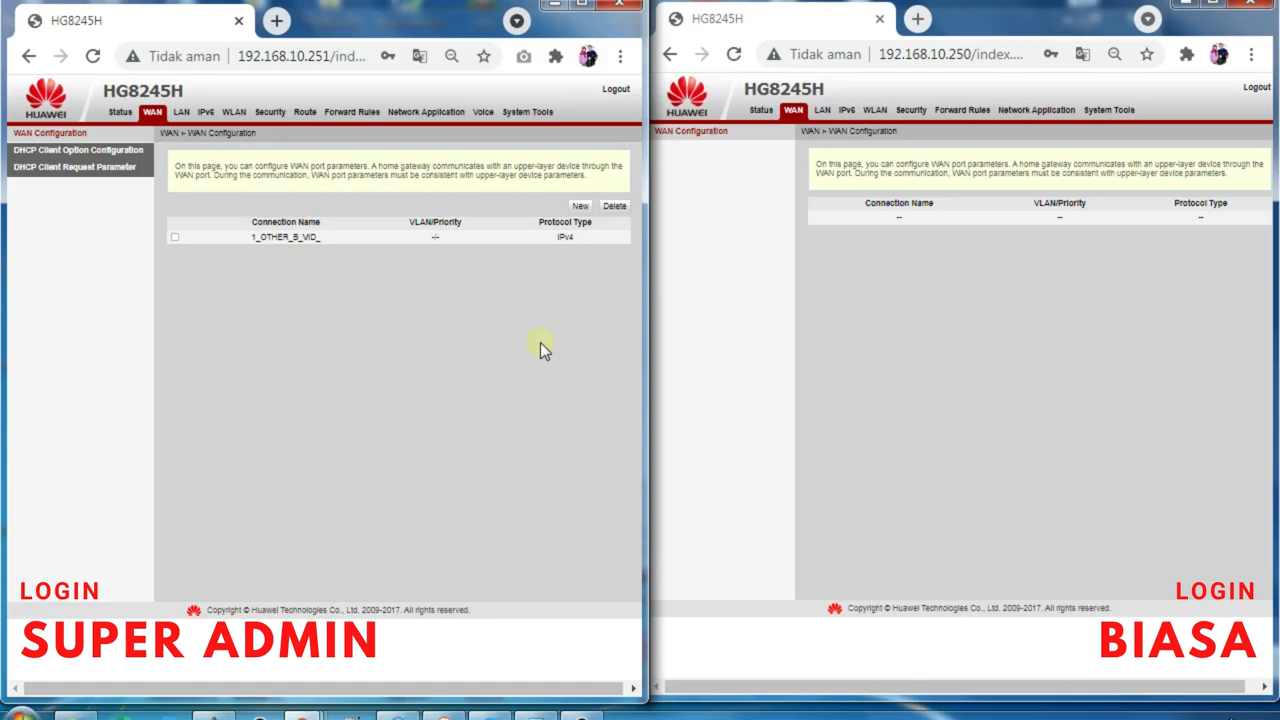 HG8245H
Tidak aman
192.168.10.251/ind...
HUAWEI
HG8245H
Logout
Status WAN LAN IPv6 WLAN Security Route Forward Rules Network Application Voice System Tools
WAN Configuration
DHCP Client Option Configuration
DHCP Client Request Parameter
WAN > WAN Configuration
On this page, you can configure WAN port parameters. A home gateway communicates with an upper-layer device through the
WAN port. During the communication, WAN port parameters must be consistent with upper-layer device parameters.
New Delete
Connection Name VLAN/Priority Protocol Type
1_OTHER_B_VID_ -/- IPv4
Copyright © Huawei Technologies Co., Ltd. 2009-2017. All rights reserved.
LOGIN
SUPER ADMIN
HG8245H
Tidak aman
192.168.10.250/index....
HUAWEI
HG8245H
Logout
Status WAN LAN IPv6 WLAN Security Forward Rules Network Application System Tools
WAN Configuration
WAN > WAN Configuration
On this page, you can configure WAN port parameters. A home gateway communicates with an upper-layer device through the
WAN port. During the communication, WAN port parameters must be consistent with upper-layer device parameters.
Connection Name VLAN/Priority Protocol Type
-- -- --
Copyright © Huawei Technologies Co., Ltd. 2009-2017. All rights reserved.
LOGIN
BIASA